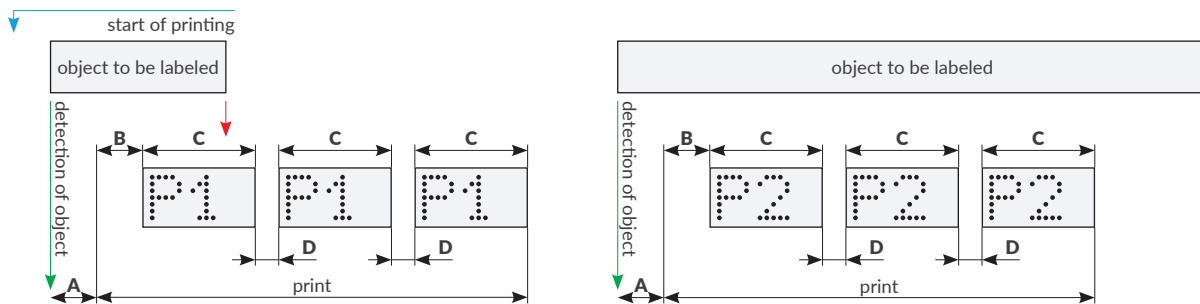 start of printing
object to be labeled
object to be labeled
detection of object
B
C
C
C
P1
P1
P1
D
D
A
print
detection of object
B
C
C
C
P2
P2
P2
D
D
A
print